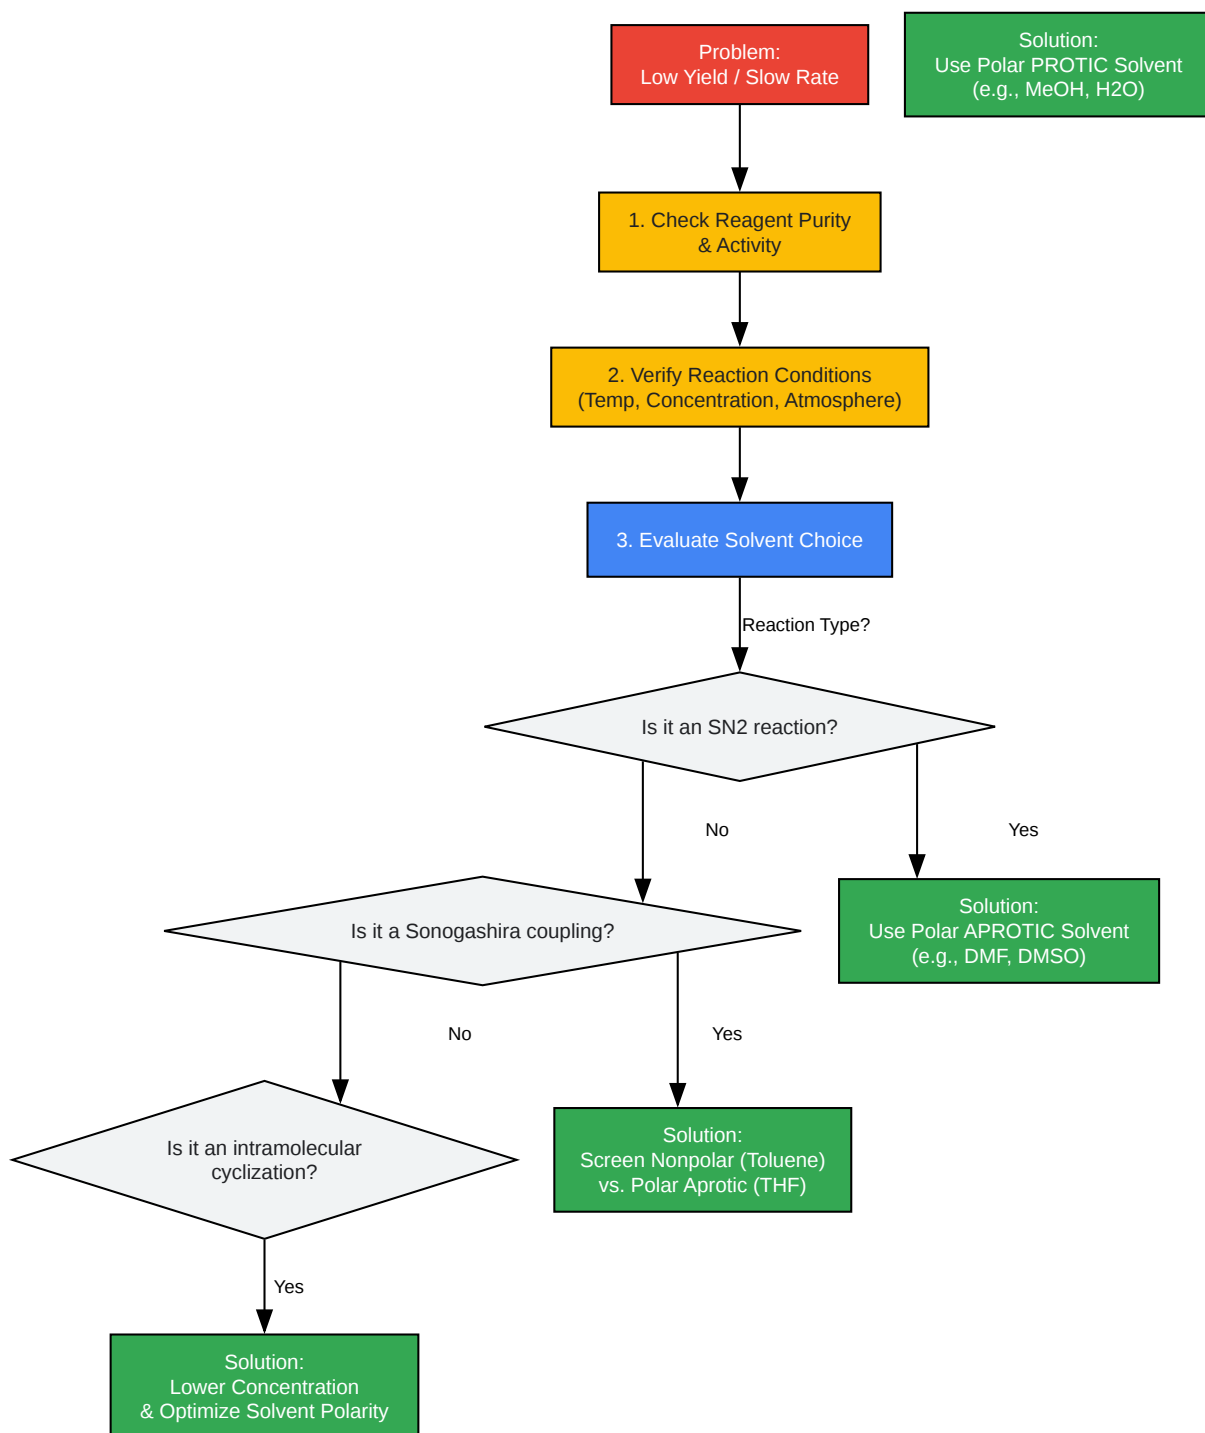 Problem:
Low Yield / Slow Rate
Solution:
Use Polar PROTIC Solvent
(e.g., MeOH, H2O)
1. Check Reagent Purity
& Activity
2. Verify Reaction Conditions
(Temp, Concentration, Atmosphere)
3. Evaluate Solvent Choice
Reaction Type?
Is it an SN2 reaction?
No
Yes
Solution:
Use Polar APROTIC Solvent
(e.g., DMF, DMSO)
Is it a Sonogashira coupling?
No
Yes
Is it an intramolecular
cyclization?
Solution:
Screen Nonpolar (Toluene)
vs. Polar Aprotic (THF)
Yes
Solution:
Lower Concentration
& Optimize Solvent Polarity